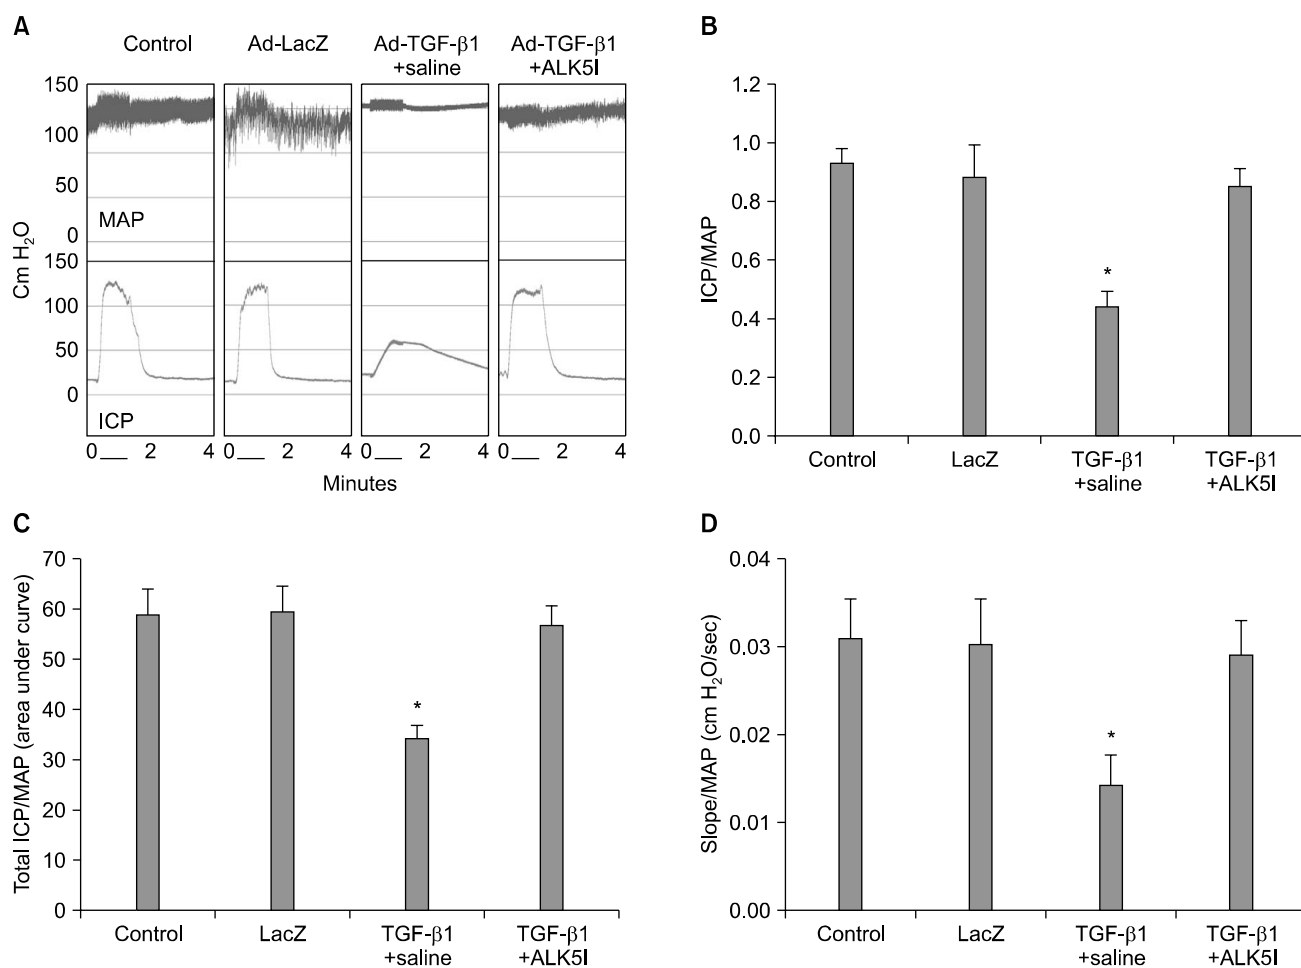 A
Control
Ad-LacZ
Ad-TGF-β1
+saline
Ad-TGF-β1
+ALK5I
150
100
50
0
MAP
Cm H₂O
150
100
50
0
ICP
0 2 4
0 2 4
0 2 4
0 2 4
Minutes
B
ICP/MAP
1.2
1.0
0.8
0.6
0.4
0.2
0.0
*
Control
LacZ
TGF-β1
+saline
TGF-β1
+ALK5I
C
Total ICP/MAP (area under curve)
70
60
50
40
30
20
10
0
*
Control
LacZ
TGF-β1
+saline
TGF-β1
+ALK5I
D
Slope/MAP (cm H₂O/sec)
0.04
0.03
0.02
0.01
0.00
*
Control
LacZ
TGF-β1
+saline
TGF-β1
+ALK5I